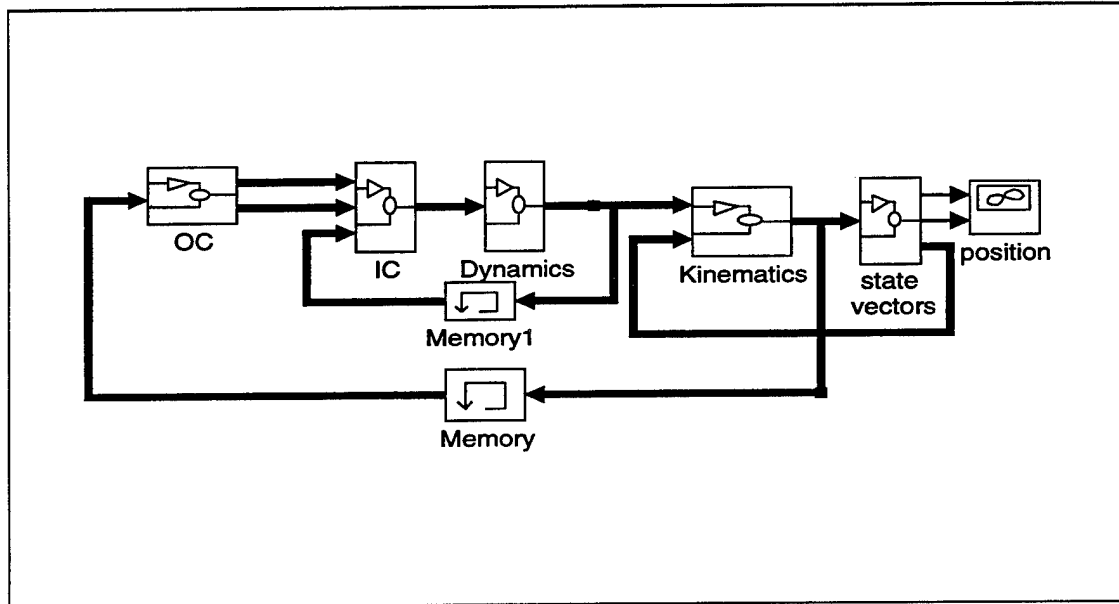 OC
IC
Dynamics
Kinematics
state
vectors
position
Memory1
Memory